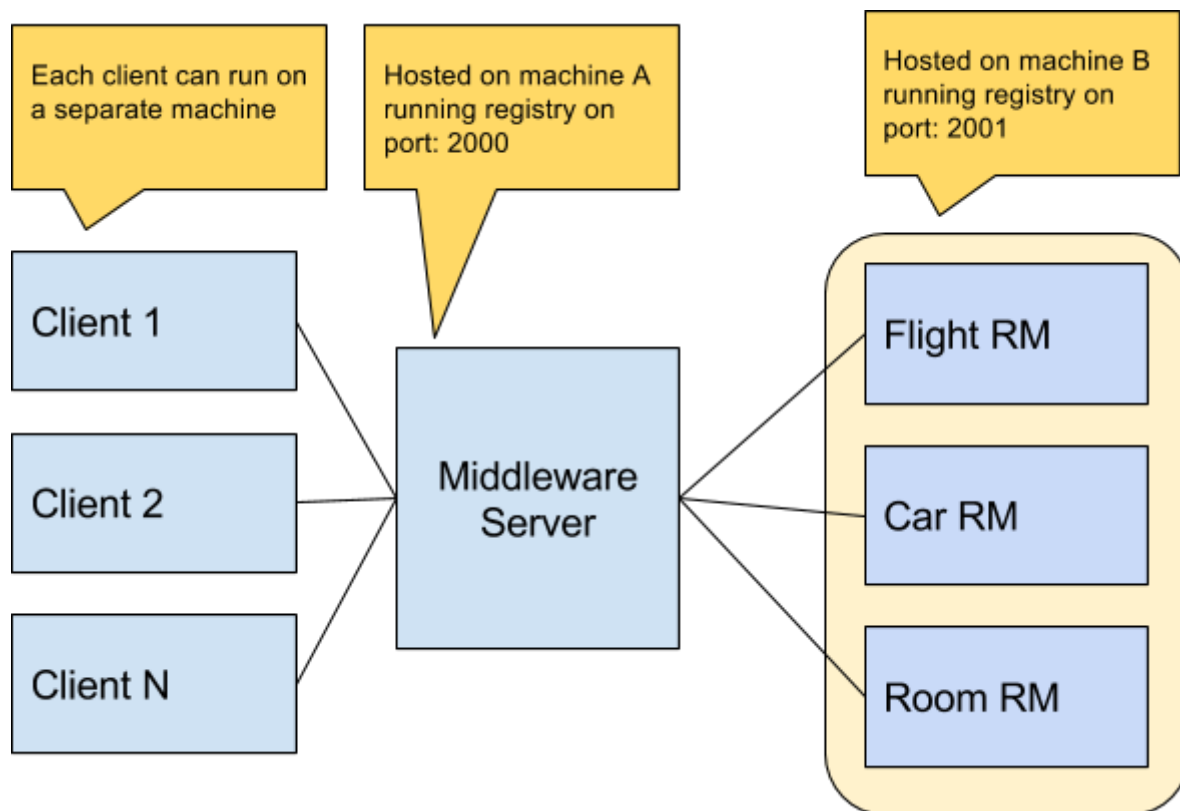 Each client can run on
a separate machine
Hosted on machine A
running registry on
port: 2000
Hosted on machine B
running registry on
port: 2001
Client 1
Client 2
Client N
Middleware
Server
Flight RM
Car RM
Room RM